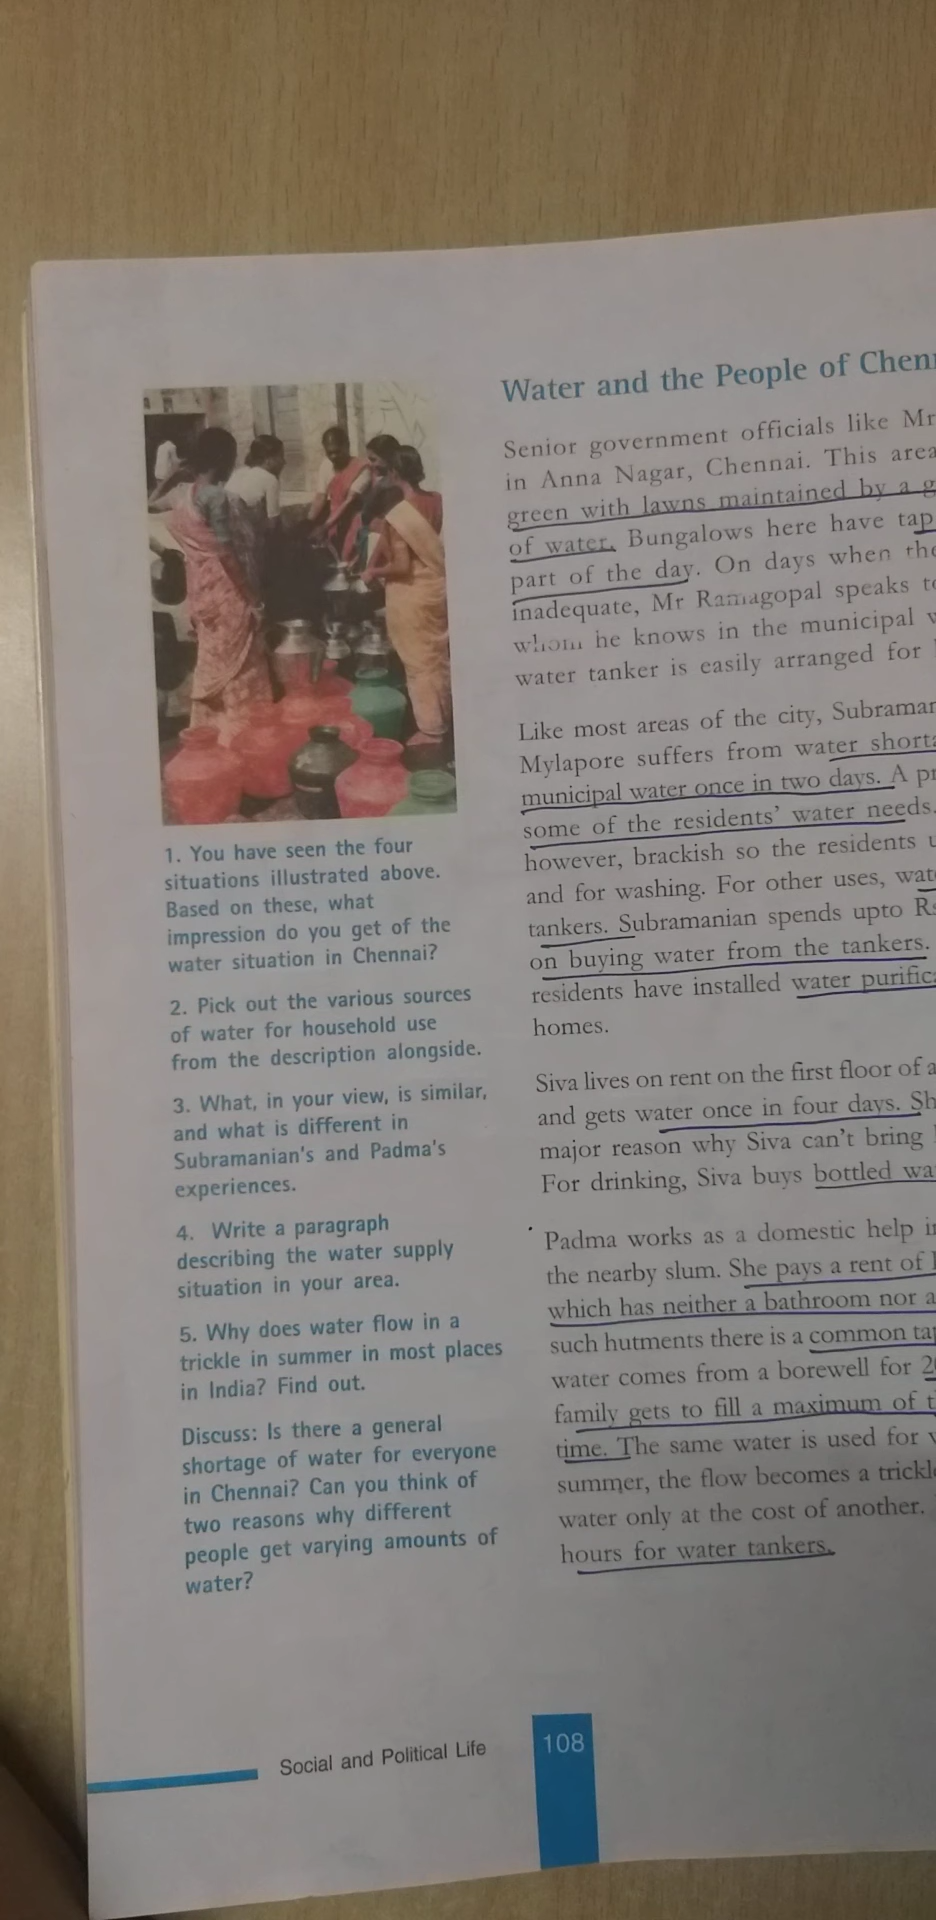 Water and the People of
Senior government officials like Mr
in Anna Nagar, Chennai. This area
green with lawns maintained by a
of water. Bungalows here have tap
part of the day. On days when
inadequate, Mr Ramagopal speaks
whom he knows in the municipal
water tanker is easily arranged for
Like most areas of the city,
Mylapore suffers from water
municipal water once in two days. A
some of the residents' water needs.
however, brackish so the residents
and for washing. For other uses,
tankers. Subramanian spends upto
on buying water from the tankers.
residents have installed water
homes.
Siva lives on rent on the first floor of
and gets water once in four days.
major reason why Siva can't bring
For drinking, Siva buys bottled
Padma works as a domestic help
the nearby slum. She pays a rent of
which has neither a bathroom nor a
such hutments there is a common
water comes from a borewell for
family gets to fill a maximum of
time. The same water is used for
summer, the flow becomes a
water only at the cost of another.
hours for water tankers.
1. You have seen the four
situations illustrated above.
Based on these, what
impression do you get of the
water situation in Chennai?
2. Pick out the various sources
of water for household use
from the description alongside.
3. What, in your view, is similar,
and what is different in
Subramanian's and Padma's
experiences.
4. Write a paragraph
describing the water supply
situation in your area.
5. Why does water flow in a
trickle in summer in most places
in India? Find out.
Discuss: Is there a general
shortage of water for everyone
in Chennai? Can you think of
two reasons why different
people get varying amounts of
water?
Social and Political Life
108